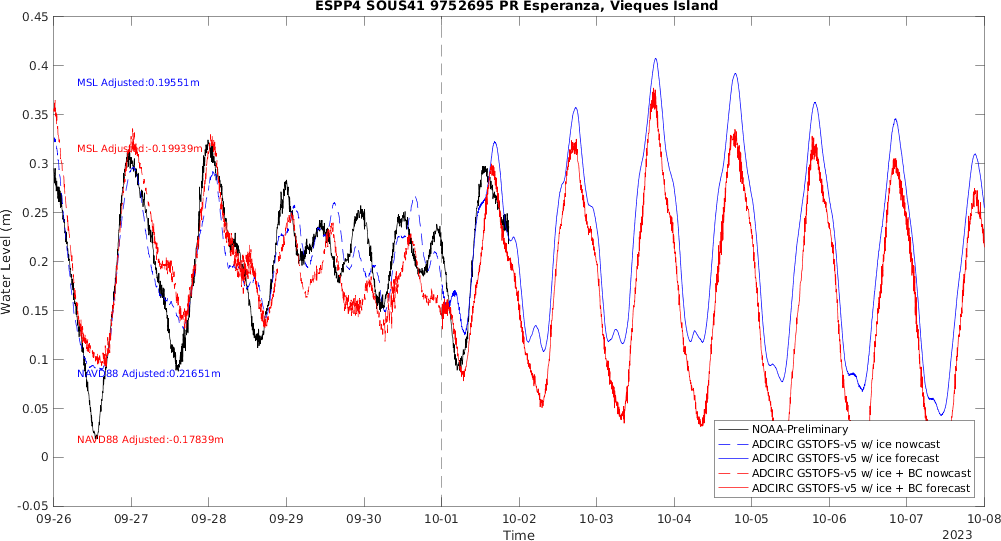 ESPP4 SOUS41 9752695 PR Esperanza, Vieques Island
0.45
0.4
0.35
0.3
0.25
0.2
0.15
0.1
0.05
0
-0.05
Water Level (m)
MSL Adjusted:0.19551m
MSL Adjusted:-0.19939m
NAVD88 Adjusted:0.21651m
NAVD88 Adjusted:-0.17839m
NOAA-Preliminary
ADCIRC GSTOFS-v5 w/ ice nowcast
ADCIRC GSTOFS-v5 w/ ice forecast
ADCIRC GSTOFS-v5 w/ ice + BC nowcast
ADCIRC GSTOFS-v5 w/ ice + BC forecast
09-26 09-27 09-28 09-29 09-30 10-01 10-02 10-03 10-04 10-05 10-06 10-07 10-08
Time
2023